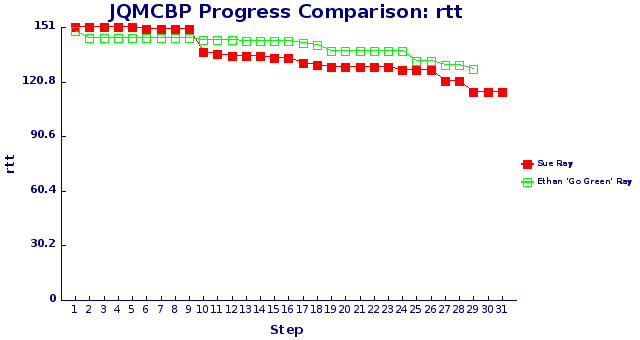 JQMCBP Progress Comparison: rtt
151
120.8
90.6
60.4
30.2
0
rtt
1 2 3 4 5 6 7 8 9 10 11 12 13 14 15 16 17 18 19 20 21 22 23 24 25 26 27 28 29 30 31
Step
Sue Ray
Ethan 'Go Green' Ray